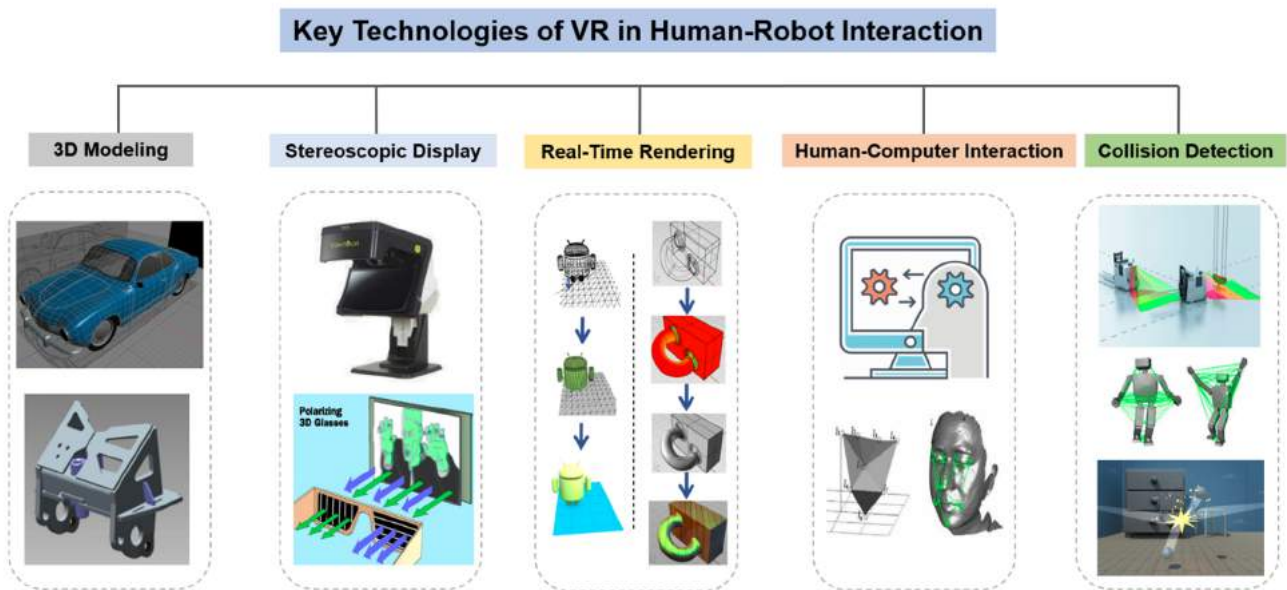 Key Technologies of VR in Human-Robot Interaction
3D Modeling
Stereoscopic Display
Real-Time Rendering
Human-Computer Interaction
Collision Detection
Polarizing
3D Glasses